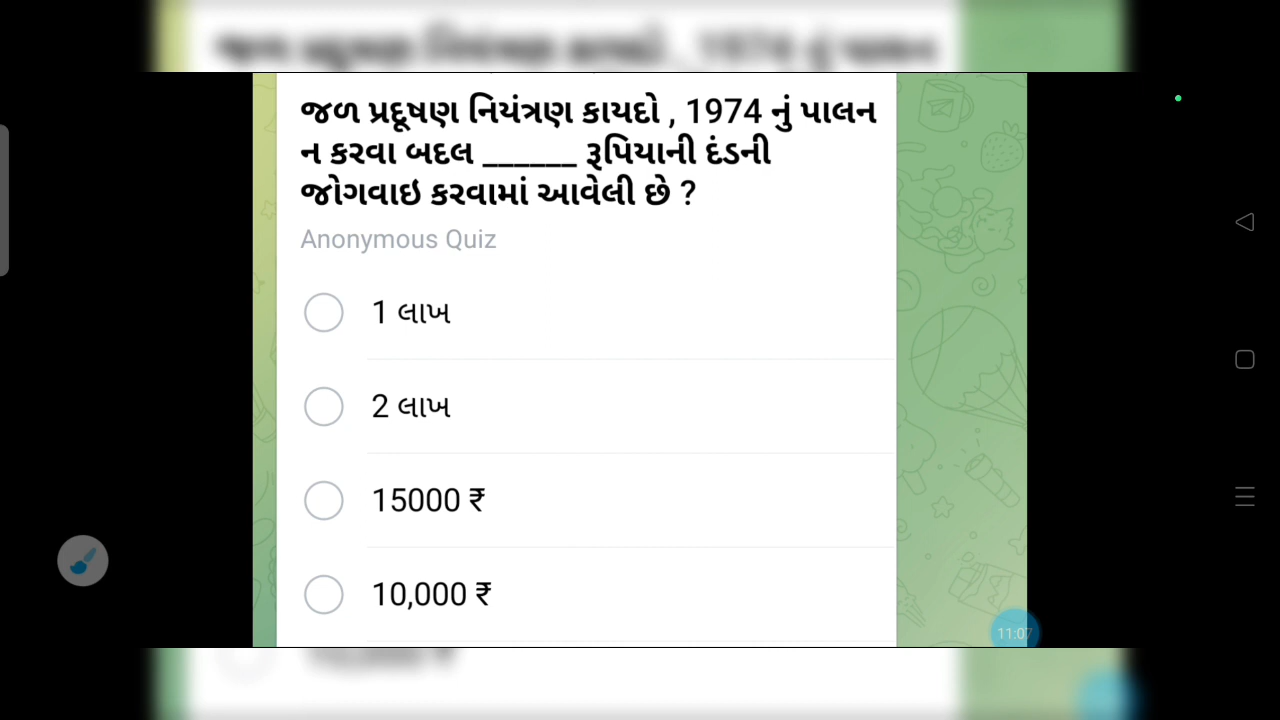 જળ પ્રદૂષણ નિયંત્રણ કાયદો , 1974 નું પાલન
ન કરવા બદલ ______ રૂપિયાની દંડની
જોગવાઇ કરવામાં આવેલી છે ?
Anonymous Quiz
1 લાખ
2 લાખ
15000 ₹
10,000 ₹
11:07